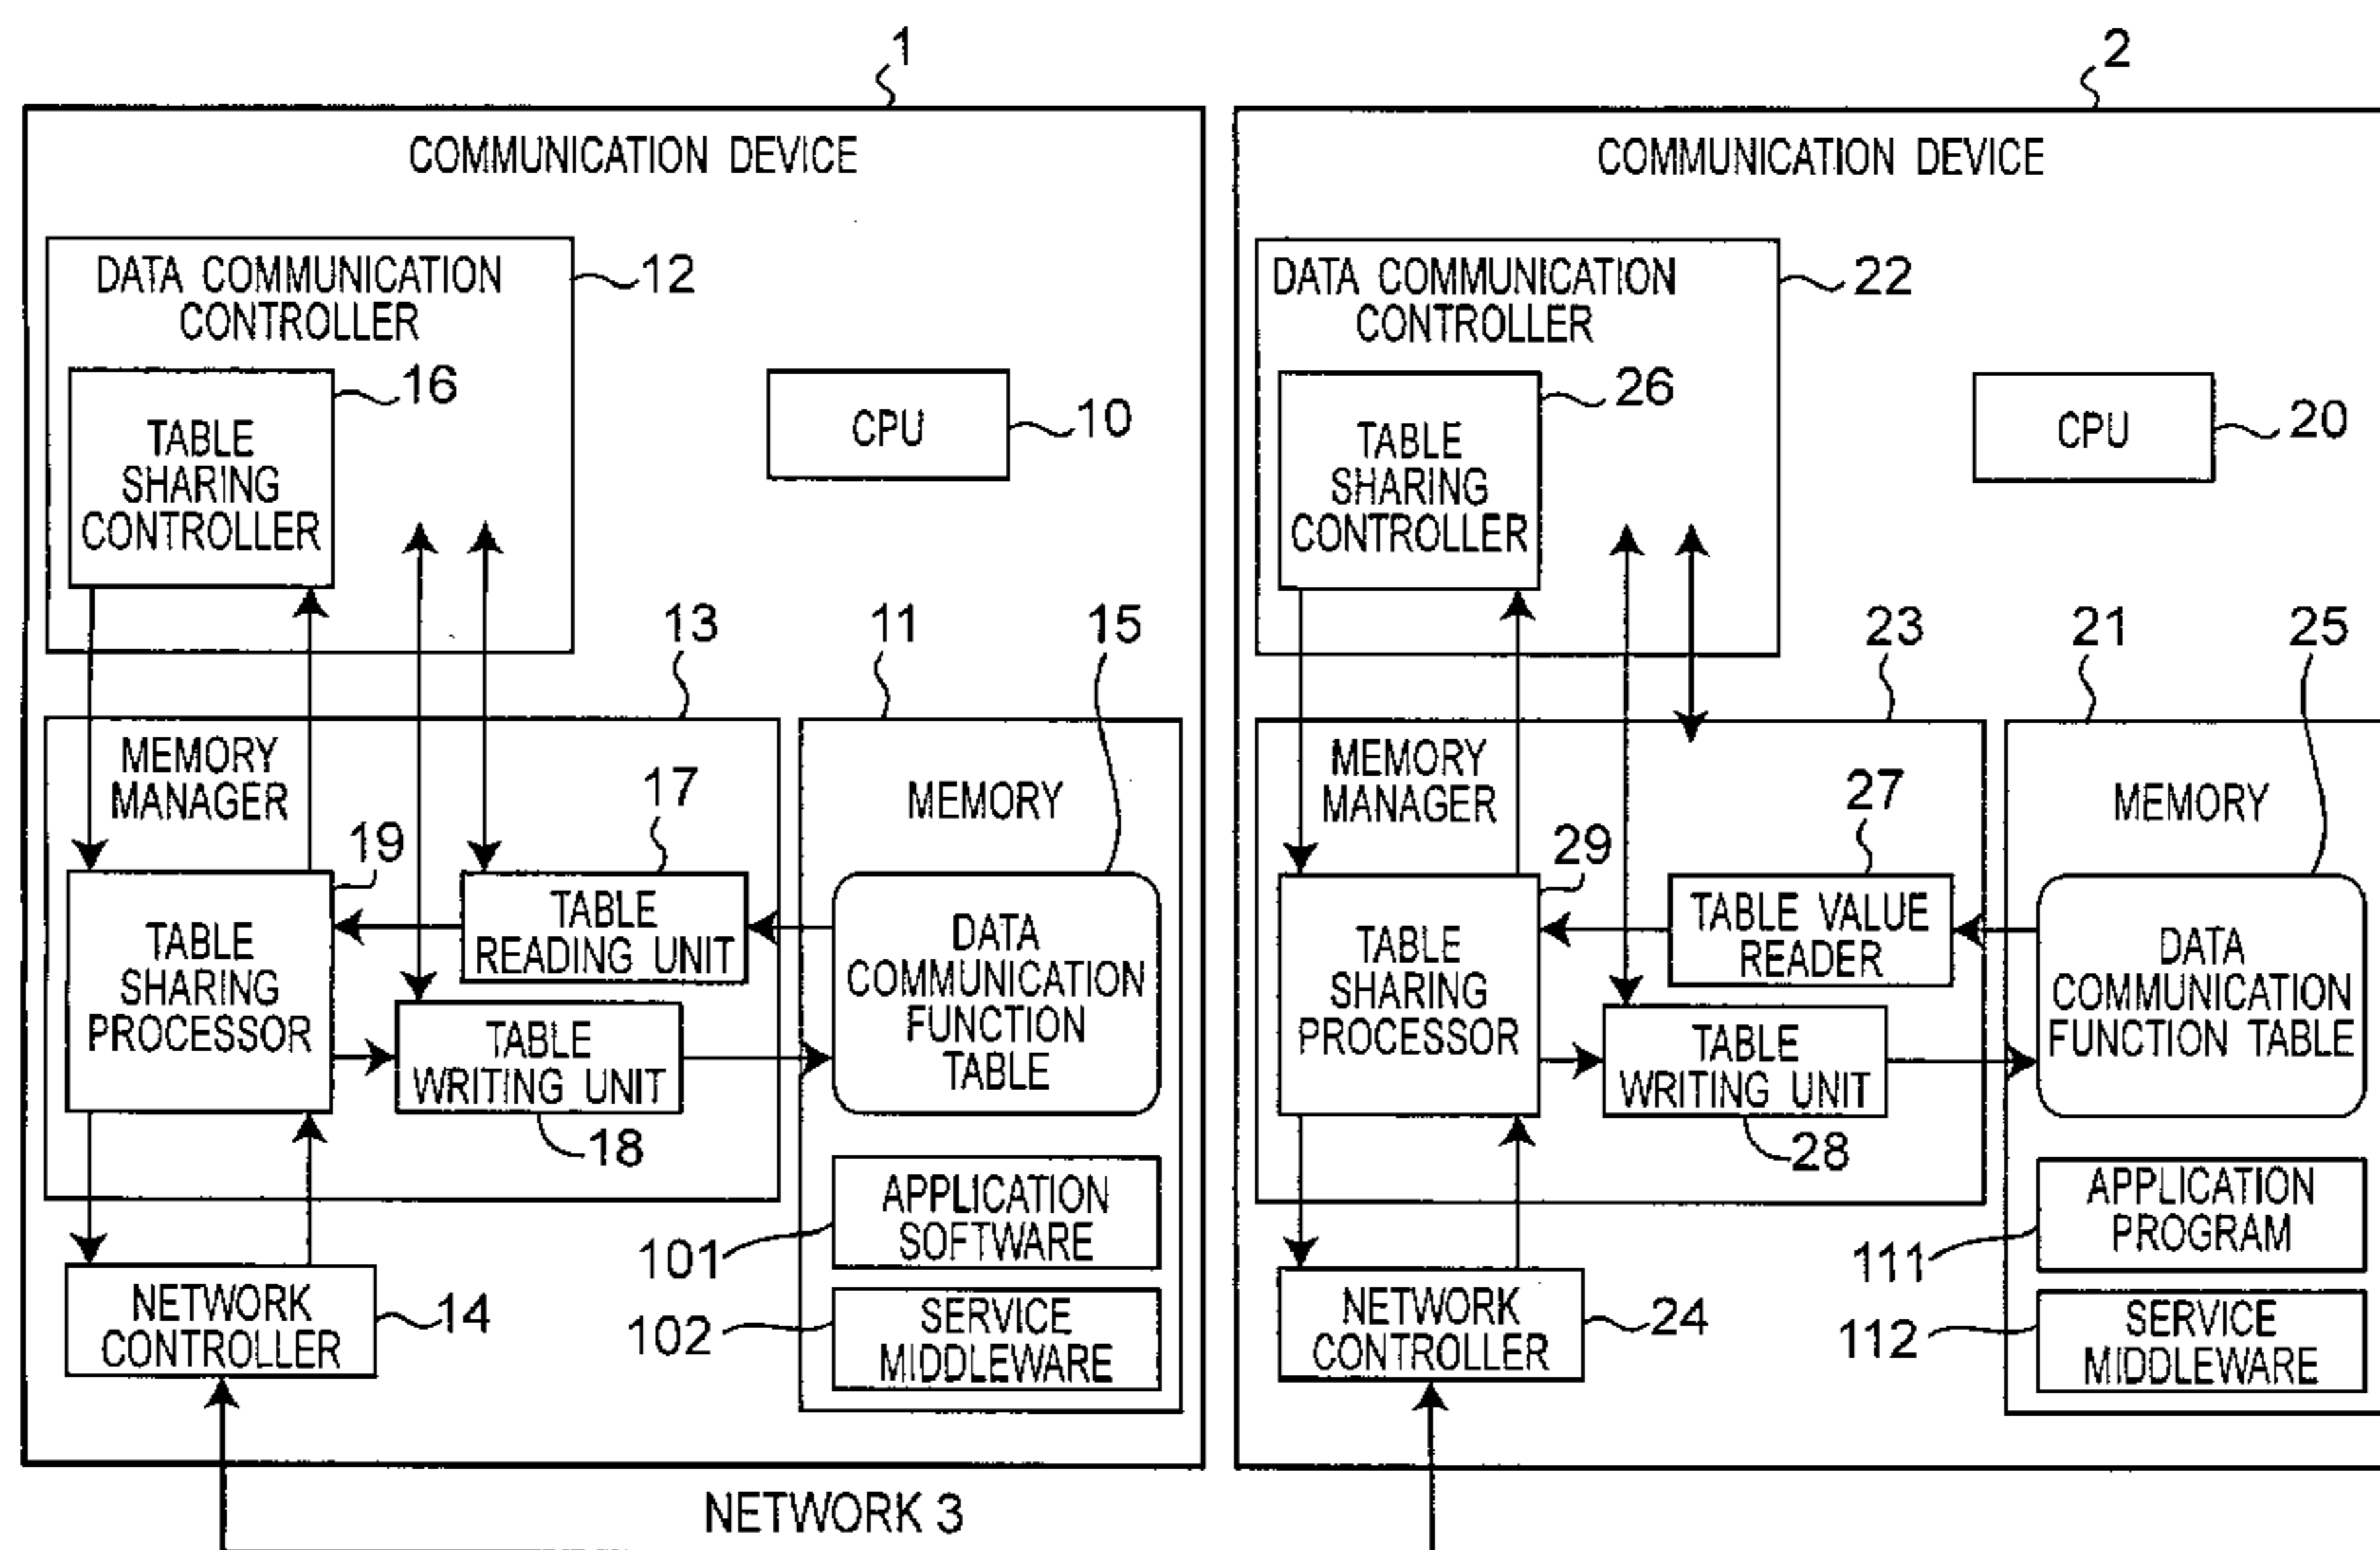 1
COMMUNICATION DEVICE
DATA COMMUNICATION
CONTROLLER
12
16
TABLE
SHARING
CONTROLLER
CPU
10
13
11
15
MEMORY
MANAGER
17
MEMORY
19
TABLE
READING UNIT
TABLE
SHARING
PROCESSOR
DATA
COMMUNICATION
FUNCTION
TABLE
TABLE
WRITING UNIT
18
APPLICATION
SOFTWARE
101
NETWORK
CONTROLLER
14
SERVICE
MIDDLEWARE
102
2
COMMUNICATION DEVICE
DATA COMMUNICATION
CONTROLLER
22
26
TABLE
SHARING
CONTROLLER
CPU
20
23
21
25
MEMORY
MANAGER
27
MEMORY
29
TABLE VALUE
READER
TABLE
SHARING
PROCESSOR
DATA
COMMUNICATION
FUNCTION TABLE
TABLE
WRITING UNIT
28
APPLICATION
PROGRAM
111
NETWORK
CONTROLLER
24
SERVICE
MIDDLEWARE
112
NETWORK 3